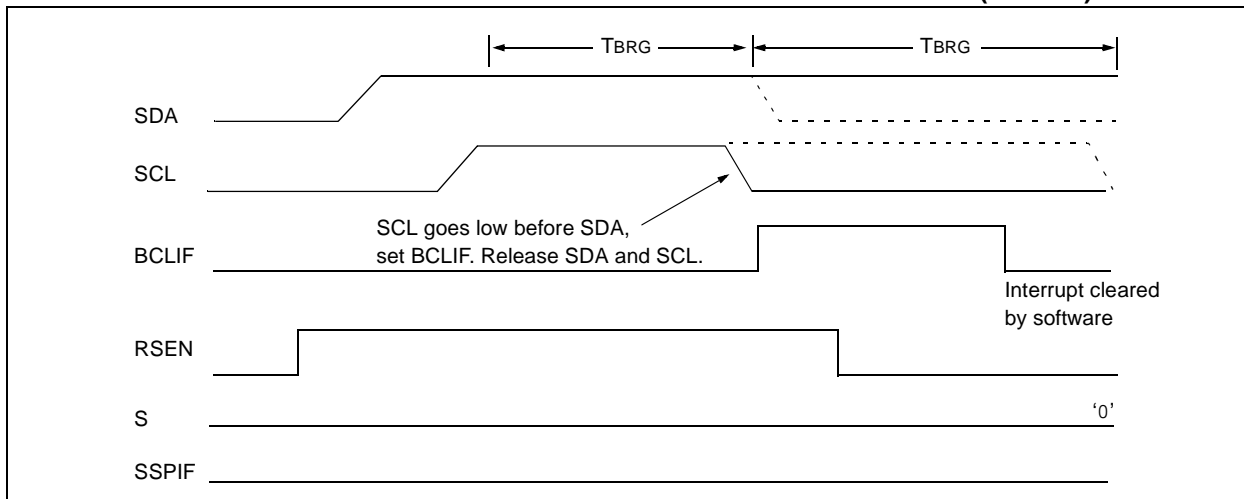 TBRG TBRG
SDA
SCL
SCL goes low before SDA,
set BCLIF. Release SDA and SCL.
BCLIF
Interrupt cleared
by software
RSEN
S '0'
SSPIF